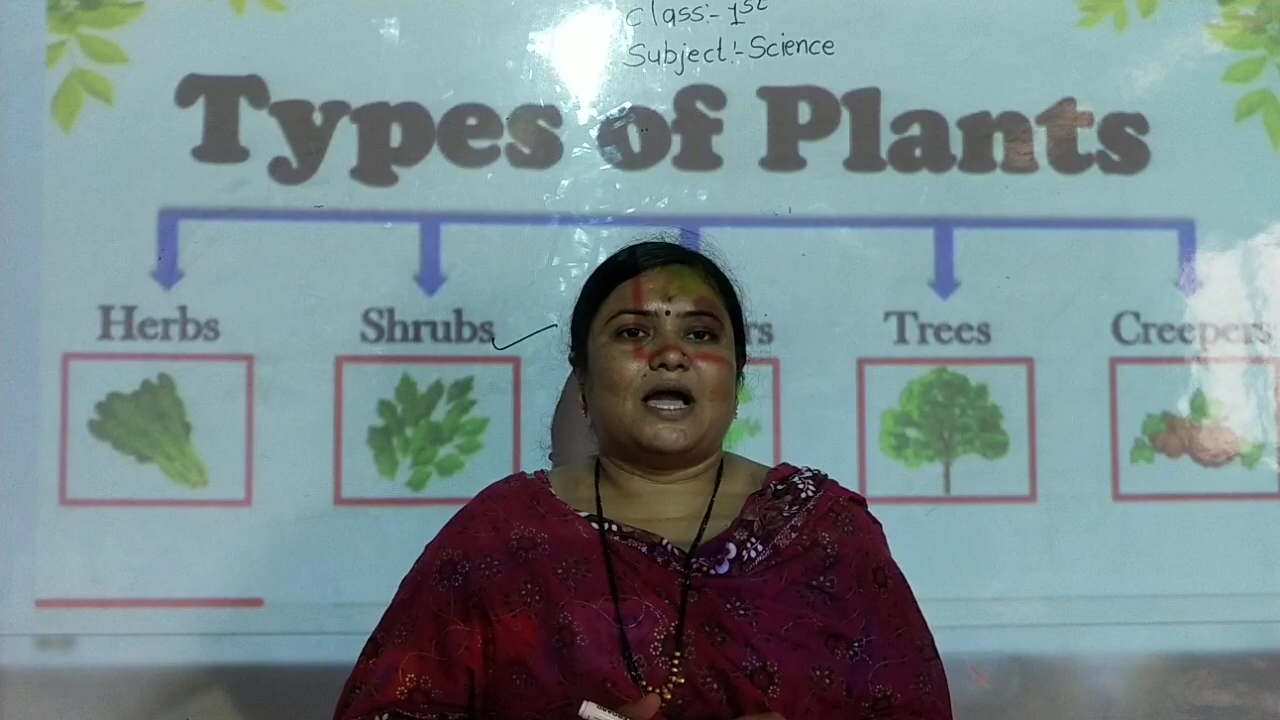 Class:- 1st
Subject:- Science
Types of Plants
Herbs Shrubs Trees Creepers